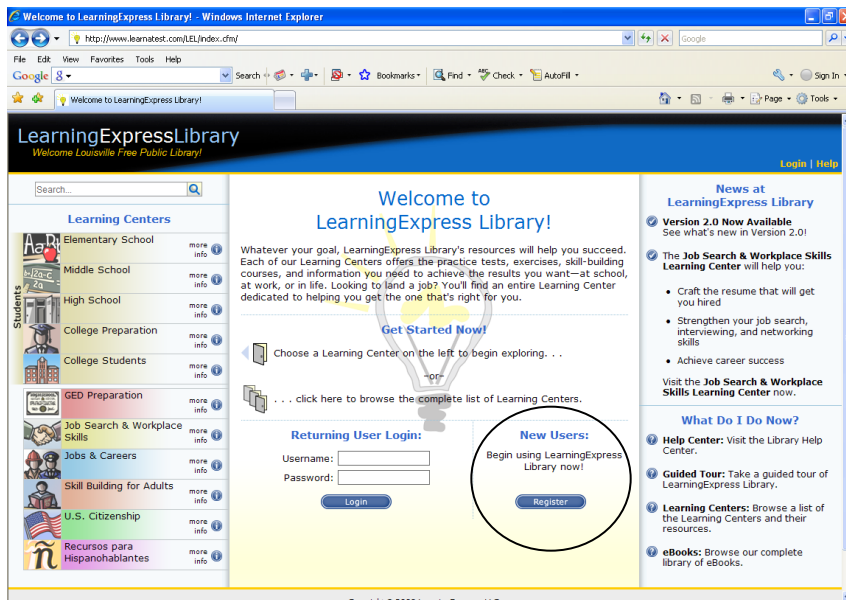 Welcome to LearningExpress Library! - Windows Internet Explorer
http://www.learnatest.com/LEL/index.cfm/
Google
File Edit View Favorites Tools Help
Google Search Bookmarks Find Check AutoFill Sign In
Welcome to LearningExpress Library!
Page Tools
LearningExpressLibrary
Welcome Louisville Free Public Library!
Login | Help
Search...
Learning Centers
Students
Elementary School
more info
Middle School
more info
High School
more info
College Preparation
more info
College Students
more info
GED Preparation
more info
Job Search & Workplace
Skills
more info
Jobs & Careers
more info
Skill Building for Adults
more info
U.S. Citizenship
more info
Recursos para
Hispanohablantes
more info
Welcome to
LearningExpress Library!
Whatever your goal, LearningExpress Library's resources will help you succeed.
Each of our Learning Centers offers the practice tests, exercises, skill-building
courses, and information you need to achieve the results you want—at school,
at work, or in life. Looking to land a job? You'll find an entire Learning Center
dedicated to helping you get the one that's right for you.
Get Started Now!
Choose a Learning Center on the left to begin exploring. . .
-or-
. . . click here to browse the complete list of Learning Centers.
Returning User Login:
Username:
Password:
Login
New Users:
Begin using LearningExpress
Library now!
Register
News at
LearningExpress Library
Version 2.0 Now Available
See what's new in Version 2.0!
The Job Search & Workplace Skills
Learning Center will help you:
• Craft the resume that will get
you hired
• Strengthen your job search,
interviewing, and networking
skills
• Achieve career success
Visit the Job Search & Workplace
Skills Learning Center now.
What Do I Do Now?
Help Center: Visit the Library Help
Center.
Guided Tour: Take a guided tour of
LearningExpress Library.
Learning Centers: Browse a list of
the Learning Centers and their
resources.
eBooks: Browse our complete
library of eBooks.